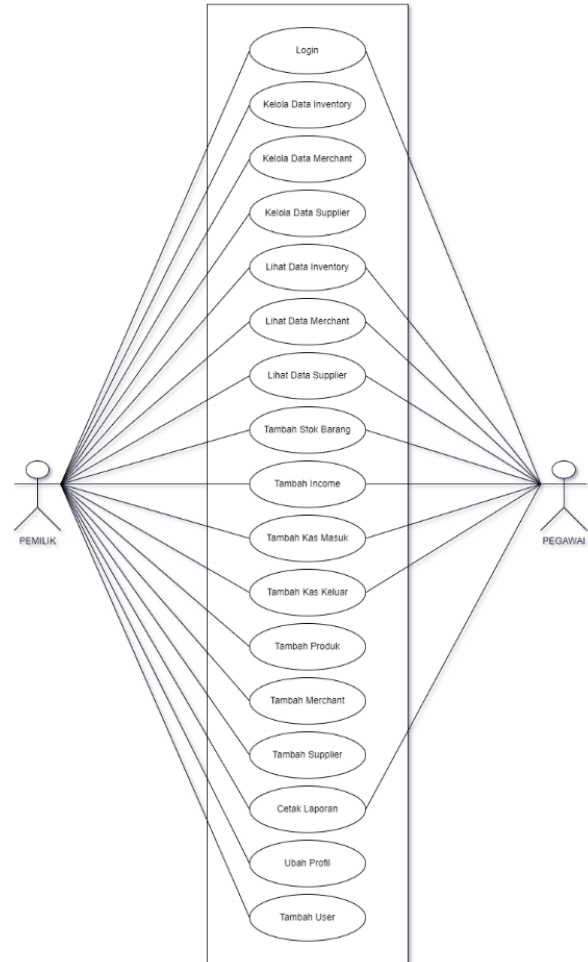 Login
Kelola Data Inventory
Kelola Data Merchant
Kelola Data Supplier
Lihat Data Inventory
Lihat Data Merchant
Lihat Data Supplier
Tambah Stok Barang
Tambah Income
PEMILIK
PEGAWAI
Tambah Kas Masuk
Tambah Kas Keluar
Tambah Produk
Tambah Merchant
Tambah Supplier
Cetak Laporan
Ubah Profil
Tambah User